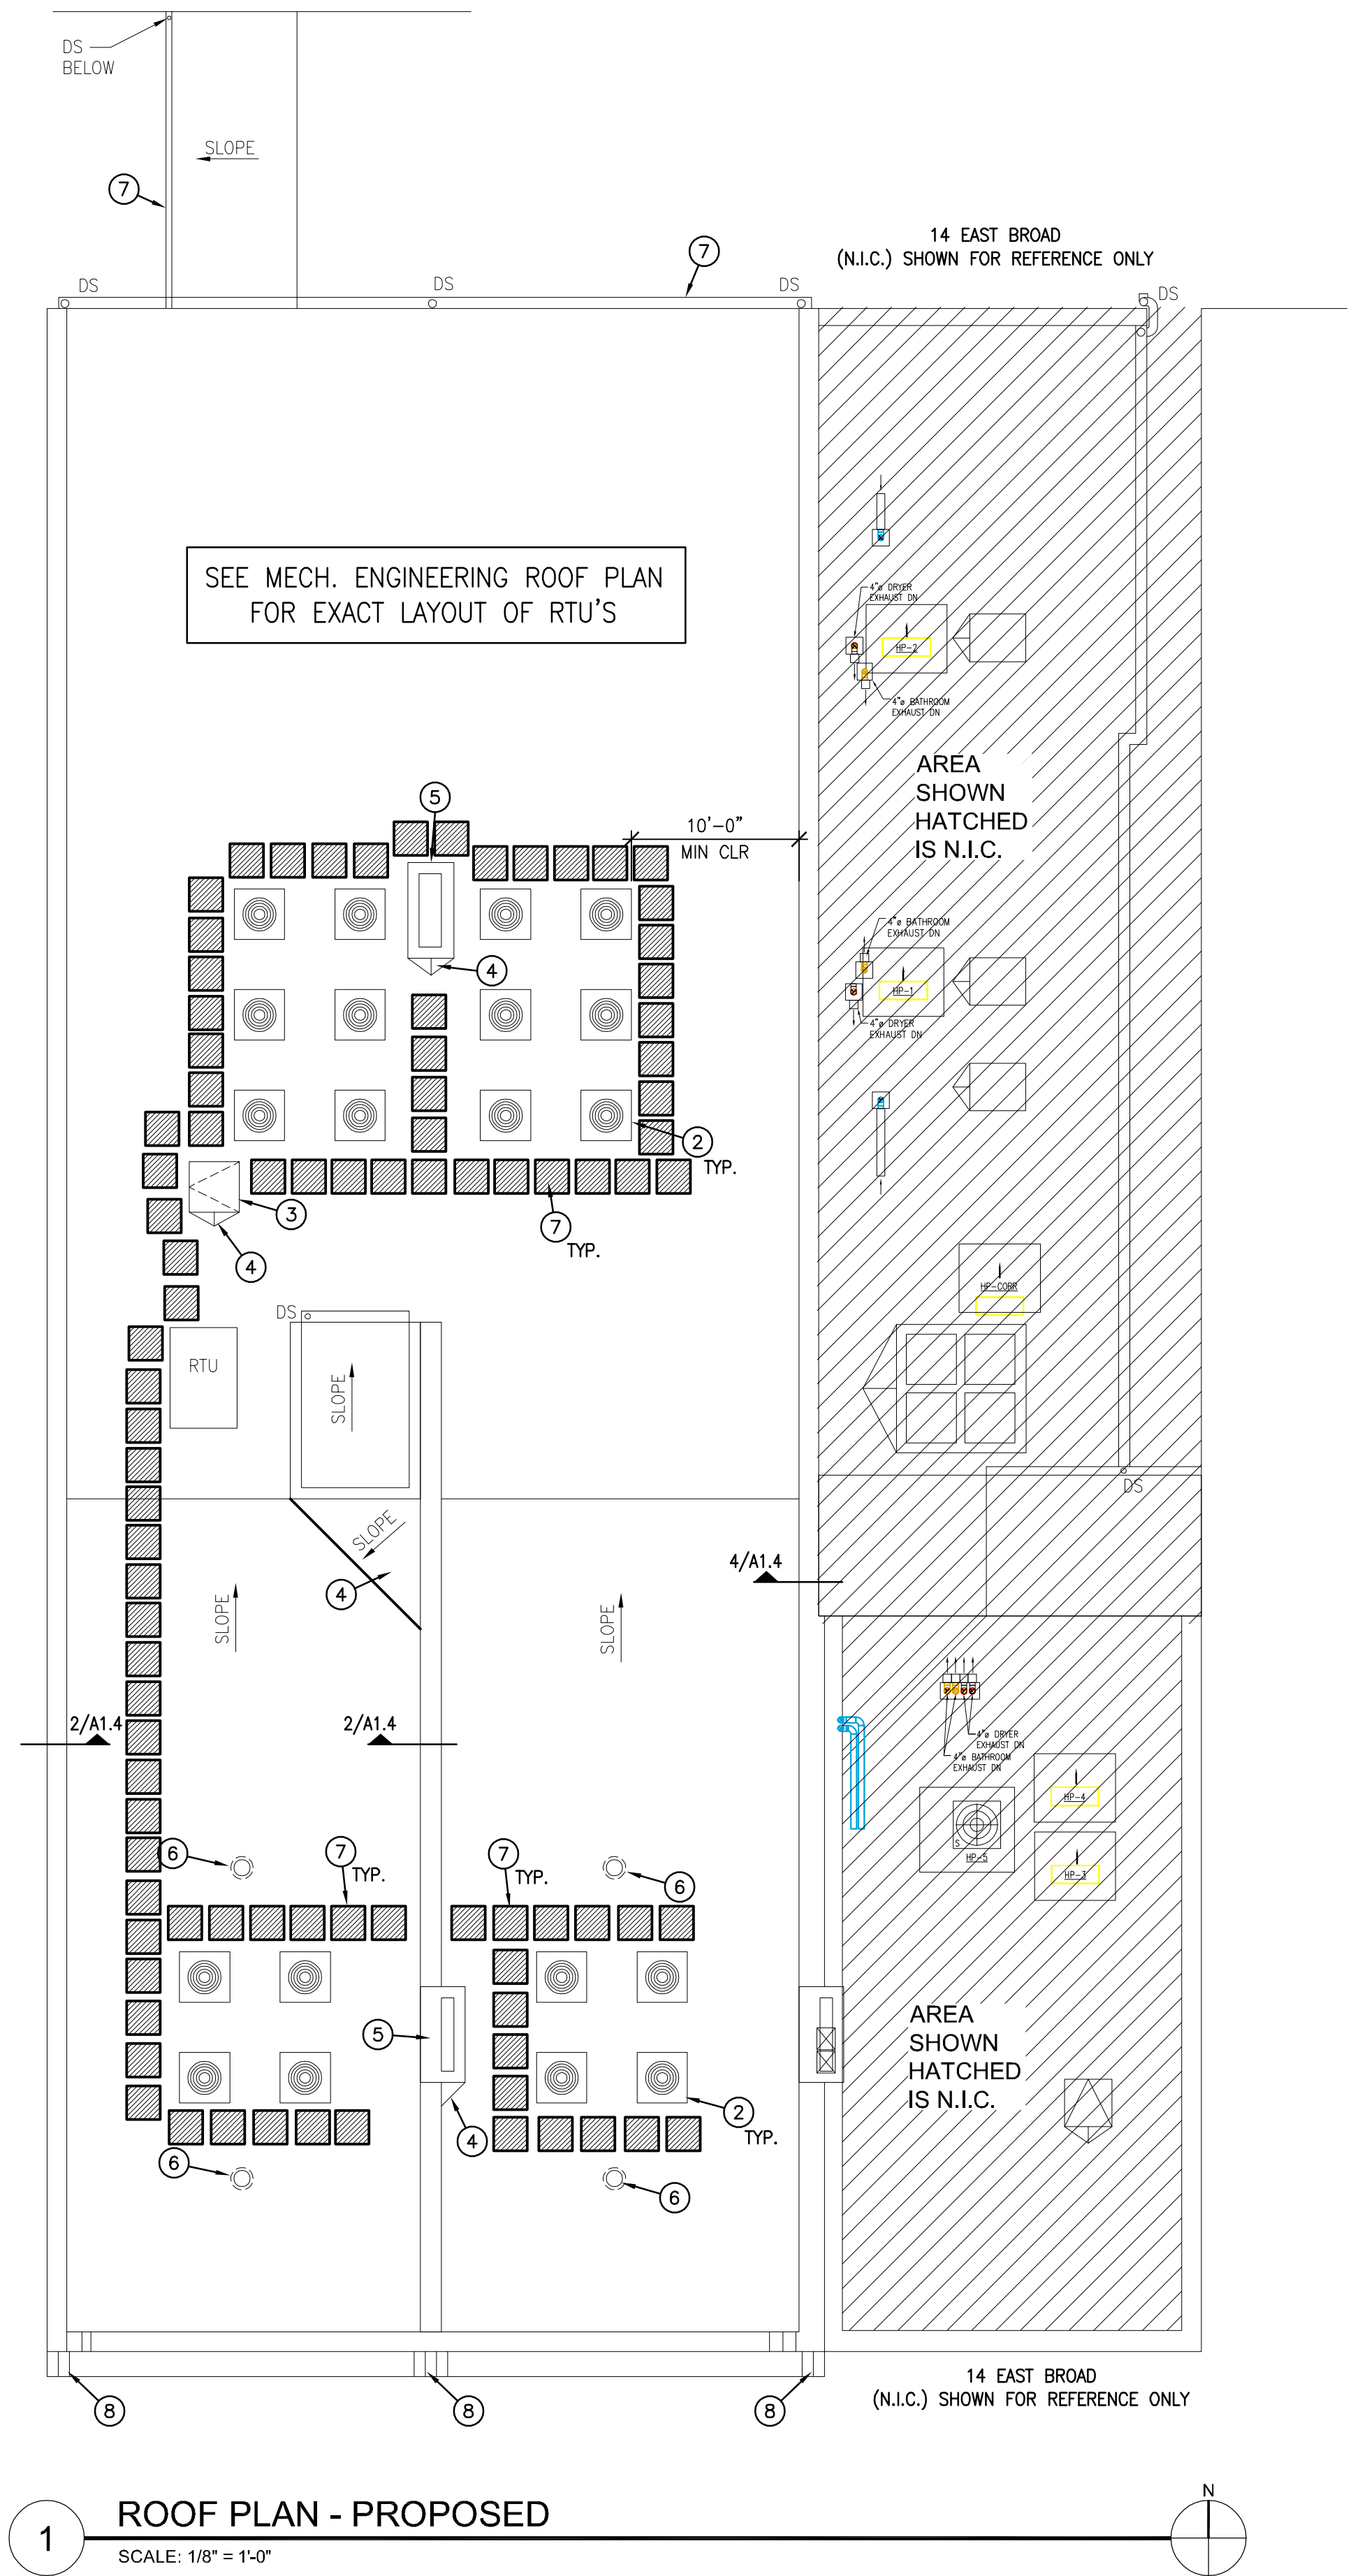 DS
BELOW
SLOPE
7
14 EAST BROAD
(N.I.C.) SHOWN FOR REFERENCE ONLY
7
DS
DS
DS
DS
SEE MECH. ENGINEERING ROOF PLAN
FOR EXACT LAYOUT OF RTU'S
4"ø DRYER
EXHAUST DN
HP-2
4"ø BATHROOM
EXHAUST DN
AREA
SHOWN
HATCHED
IS N.I.C.
5
10'-0"
MIN CLR
4
4"ø BATHROOM
EXHAUST DN
HP-1
4"ø DRYER
EXHAUST DN
2
TYP.
3
7
TYP.
4
HP-CORR
DS
RTU
SLOPE
DS
SLOPE
4
4/A1.4
SLOPE
SLOPE
2/A1.4
2/A1.4
4"ø DRYER
EXHAUST DN
4"ø BATHROOM
EXHAUST DN
HP-4
S
HP-5
HP-3
6
7
TYP.
7
TYP.
6
5
AREA
SHOWN
HATCHED
IS N.I.C.
2
TYP.
4
6
6
14 EAST BROAD
(N.I.C.) SHOWN FOR REFERENCE ONLY
8
8
8
N
1
ROOF PLAN - PROPOSED
SCALE: 1/8" = 1'-0"